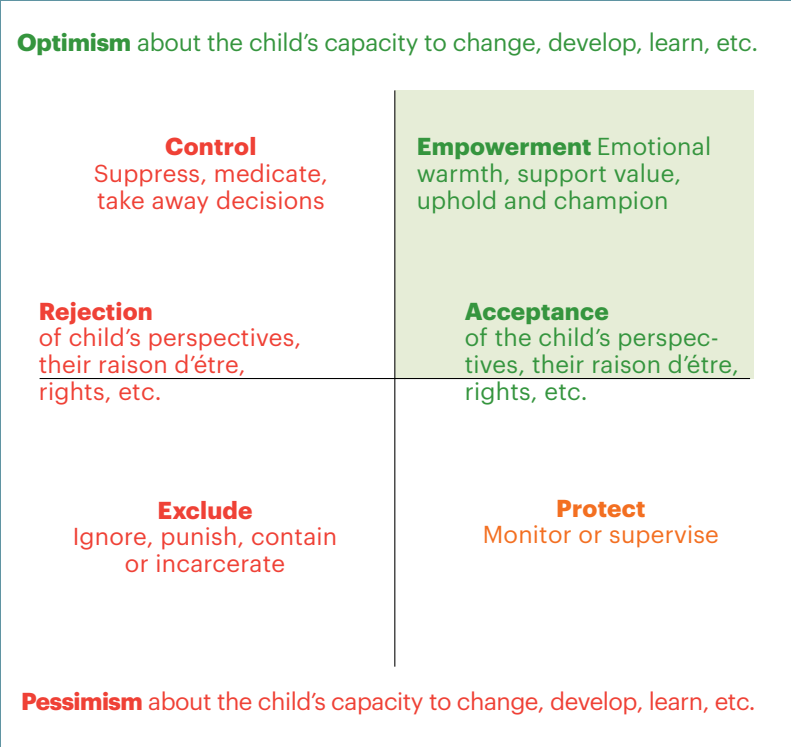 Optimism about the child’s capacity to change, develop, learn, etc.
Control
Suppress, medicate,
take away decisions
Empowerment Emotional
warmth, support value,
uphold and champion
Rejection
of child’s perspectives,
their raison d’étre,
rights, etc.
Acceptance
of the child’s perspec-
tives, their raison d’étre,
rights, etc.
Exclude
Ignore, punish, contain
or incarcerate
Protect
Monitor or supervise
Pessimism about the child’s capacity to change, develop, learn, etc.